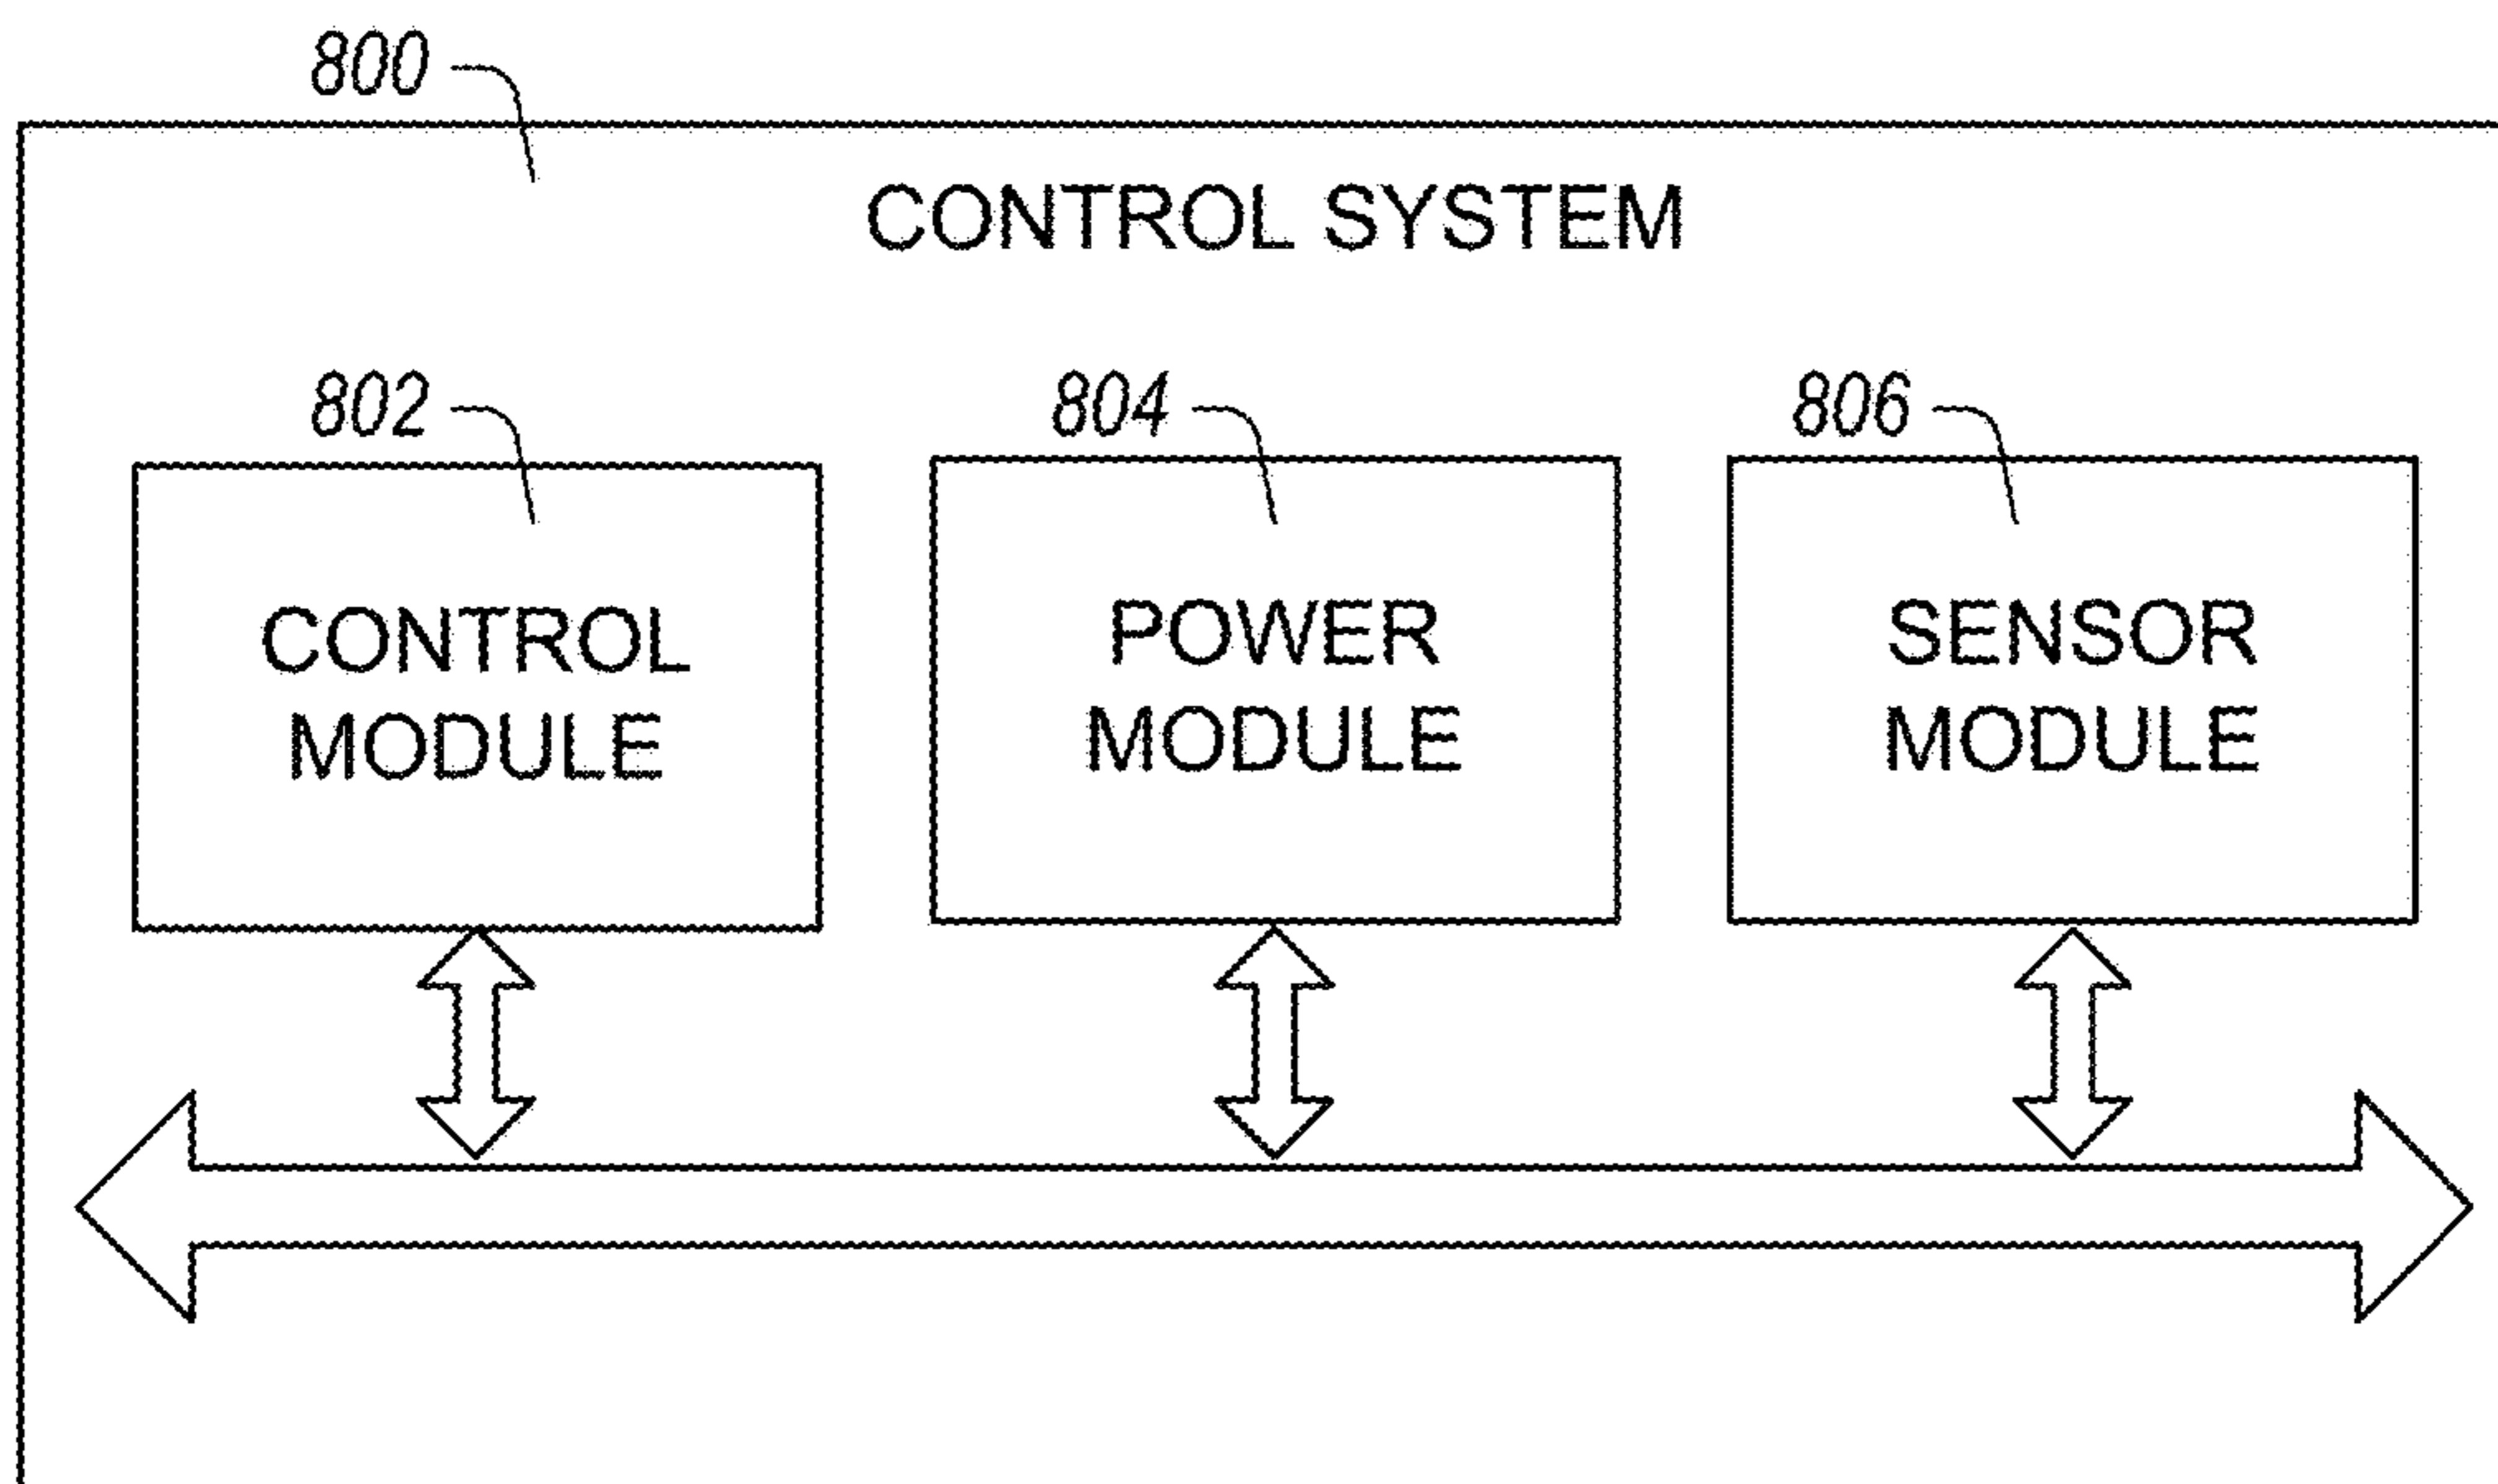 800
CONTROL SYSTEM
802
804
806
CONTROL
MODULE
POWER
MODULE
SENSOR
MODULE